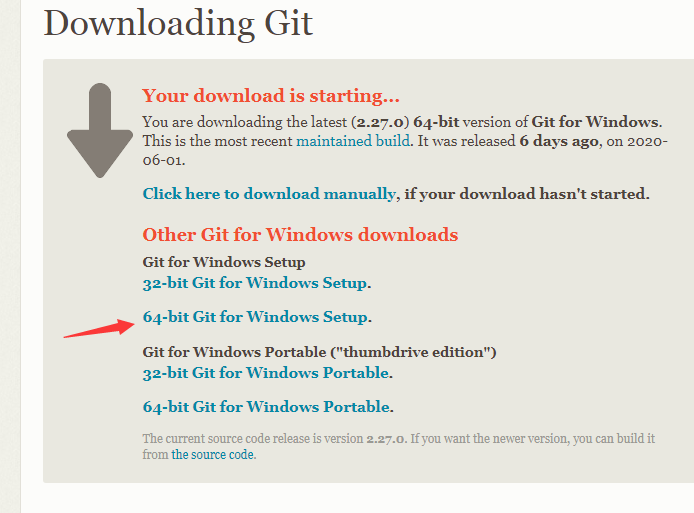 Downloading Git
Your download is starting...
You are downloading the latest (2.27.0) 64-bit version of Git for Windows.
This is the most recent maintained build. It was released 6 days ago, on 2020-
06-01.
Click here to download manually, if your download hasn't started.
Other Git for Windows downloads
Git for Windows Setup
32-bit Git for Windows Setup.
64-bit Git for Windows Setup.
Git for Windows Portable ("thumbdrive edition")
32-bit Git for Windows Portable.
64-bit Git for Windows Portable.
The current source code release is version 2.27.0. If you want the newer version, you can build it
from the source code.